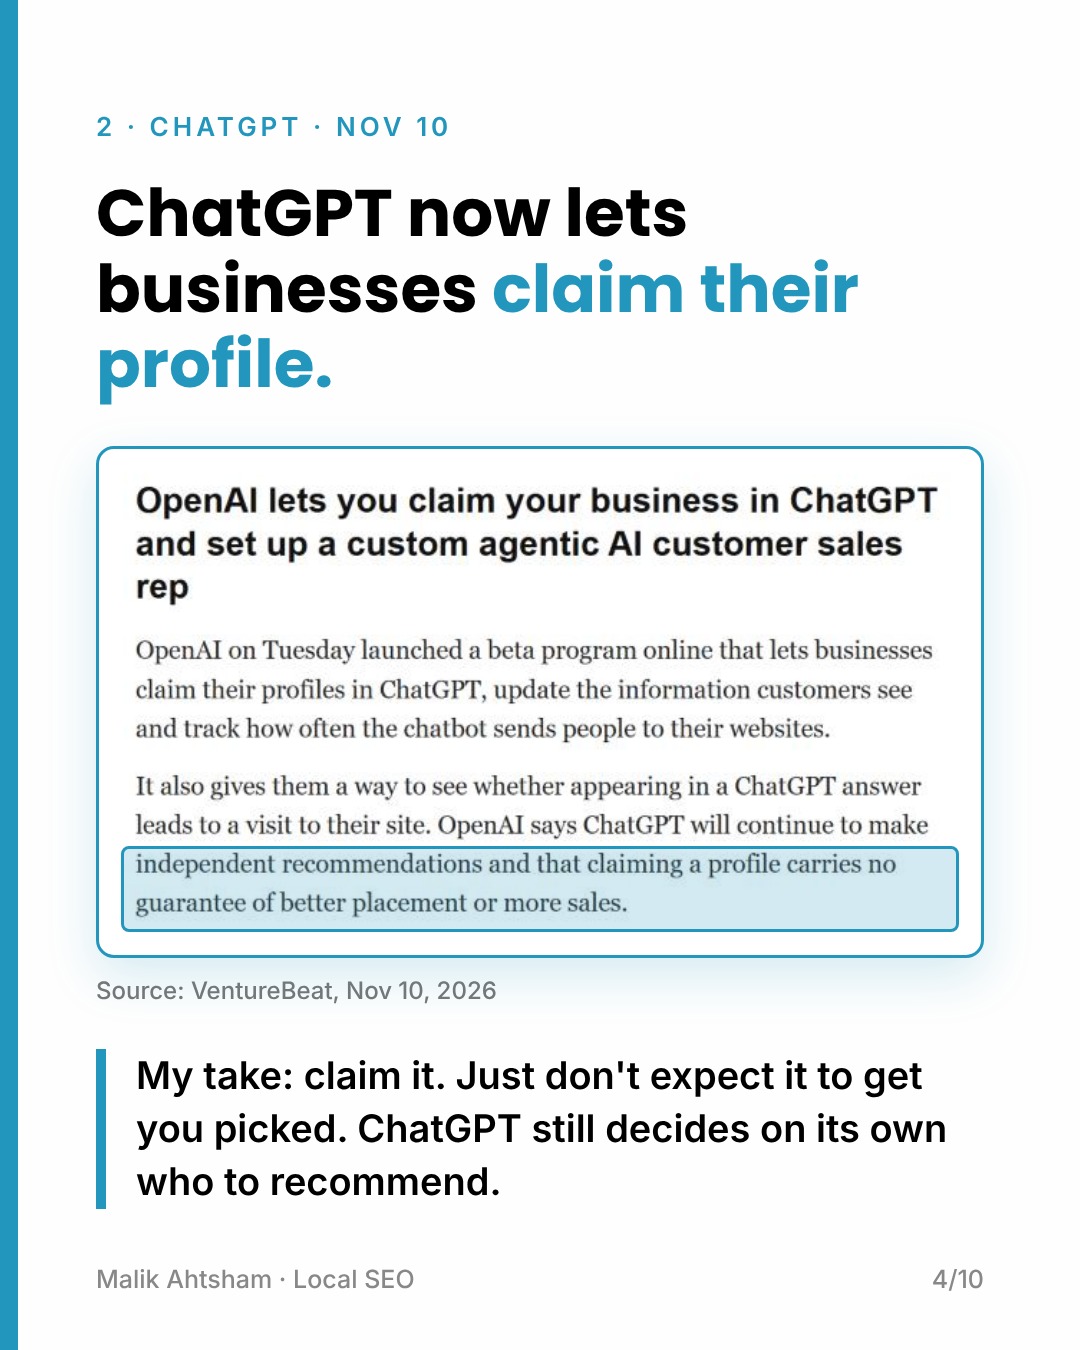 2 · CHATGPT · NOV 10
ChatGPT now lets
businesses claim their
profile.
OpenAI lets you claim your business in ChatGPT
and set up a custom agentic AI customer sales
rep
OpenAI on Tuesday launched a beta program online that lets businesses
claim their profiles in ChatGPT, update the information customers see
and track how often the chatbot sends people to their websites.
It also gives them a way to see whether appearing in a ChatGPT answer
leads to a visit to their site. OpenAI says ChatGPT will continue to make
independent recommendations and that claiming a profile carries no
guarantee of better placement or more sales.
Source: VentureBeat, Nov 10, 2026
My take: claim it. Just don't expect it to get
you picked. ChatGPT still decides on its own
who to recommend.
Malik Ahtsham · Local SEO
4/10